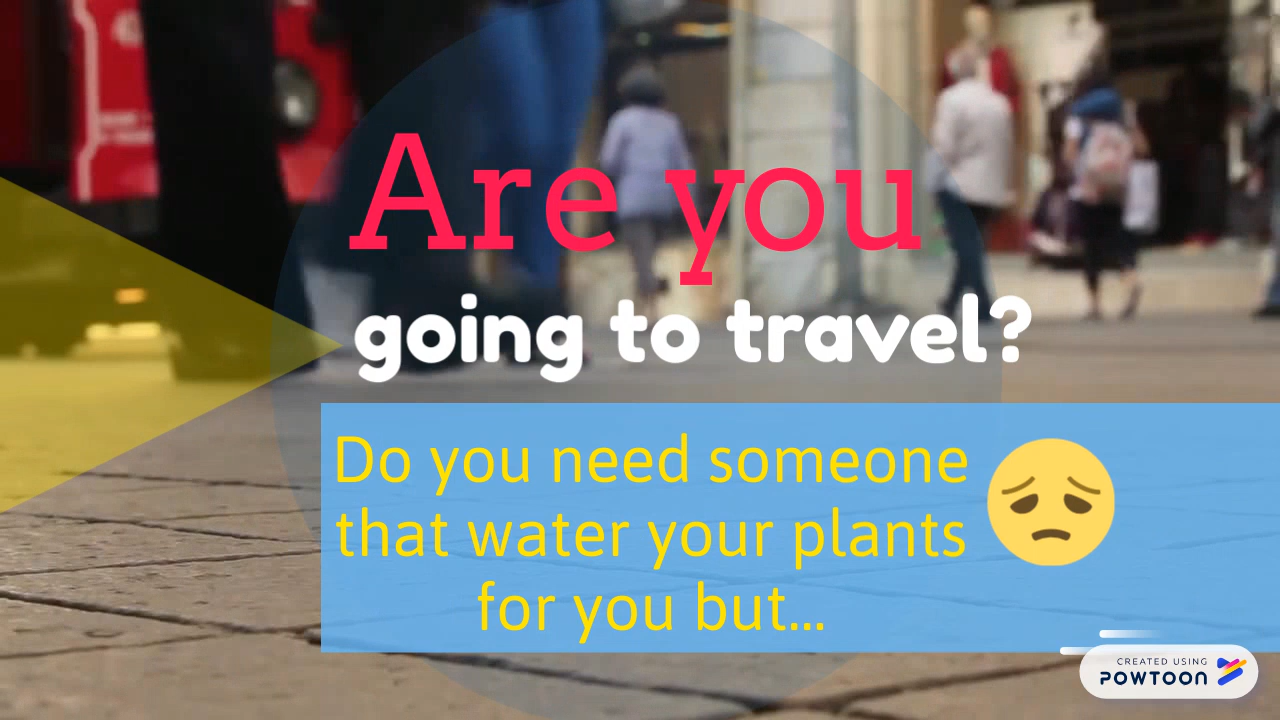 Are you
going to travel?
Do you need someone
that water your plants
for you but...
CREATED USING
POWTOON